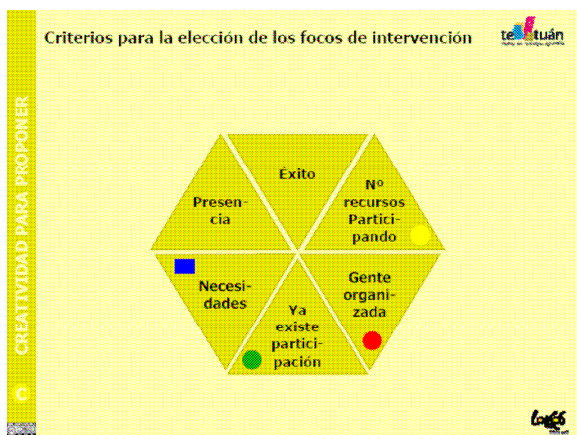 Criterios para la elección de los focos de intervención
te tuán
CREATIVIDAD PARA PROPONER
C
Éxito
Nº
recursos
Partici-
pando
Presen-
cia
Necesi-
dades
Gente
organi-
zada
Ya
existe
partici-
pación